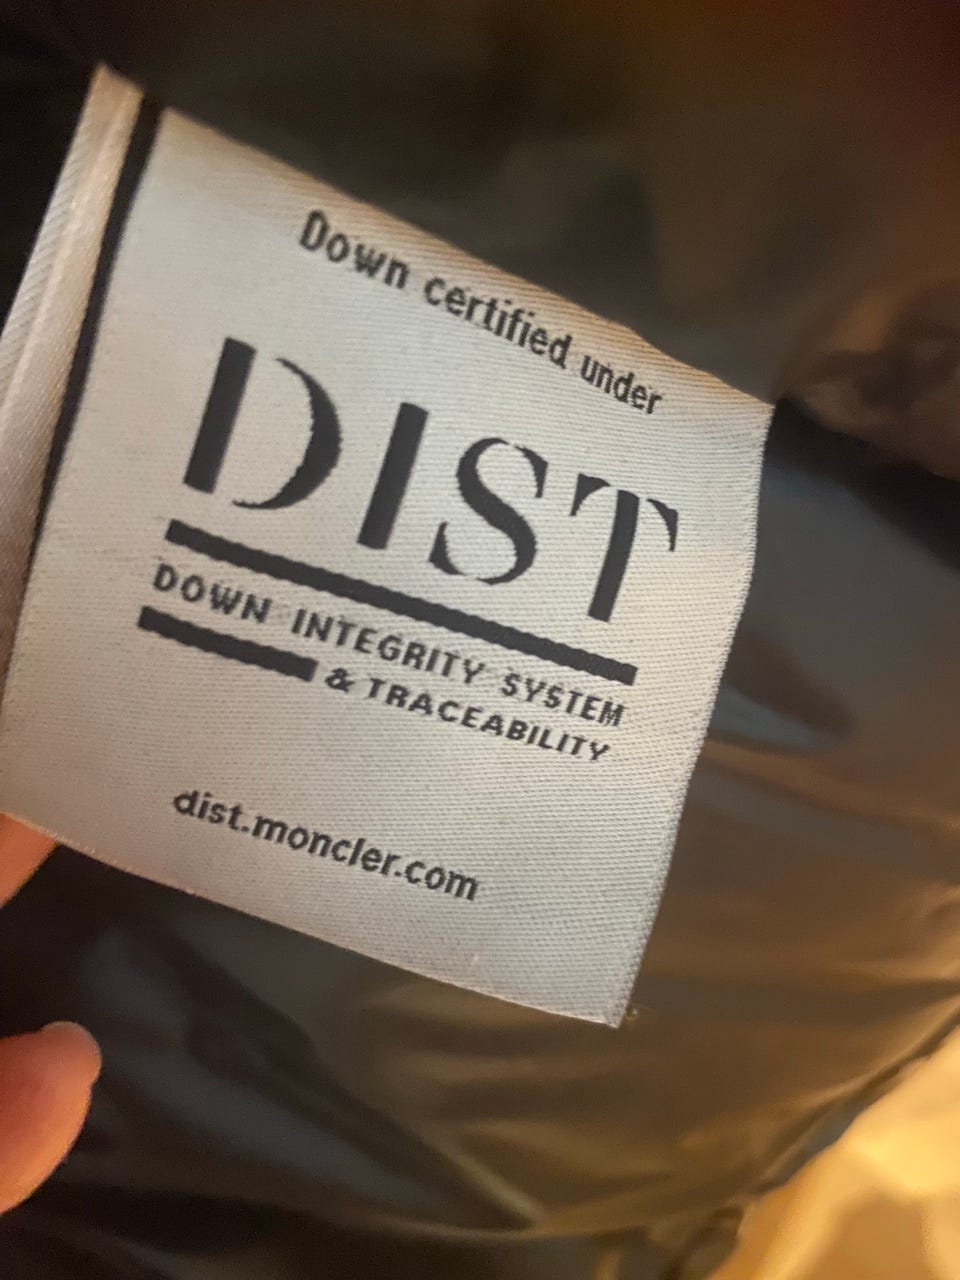 Down certified under
DIST
DOWN INTEGRITY SYSTEM
& TRACEABILITY
dist.moncler.com